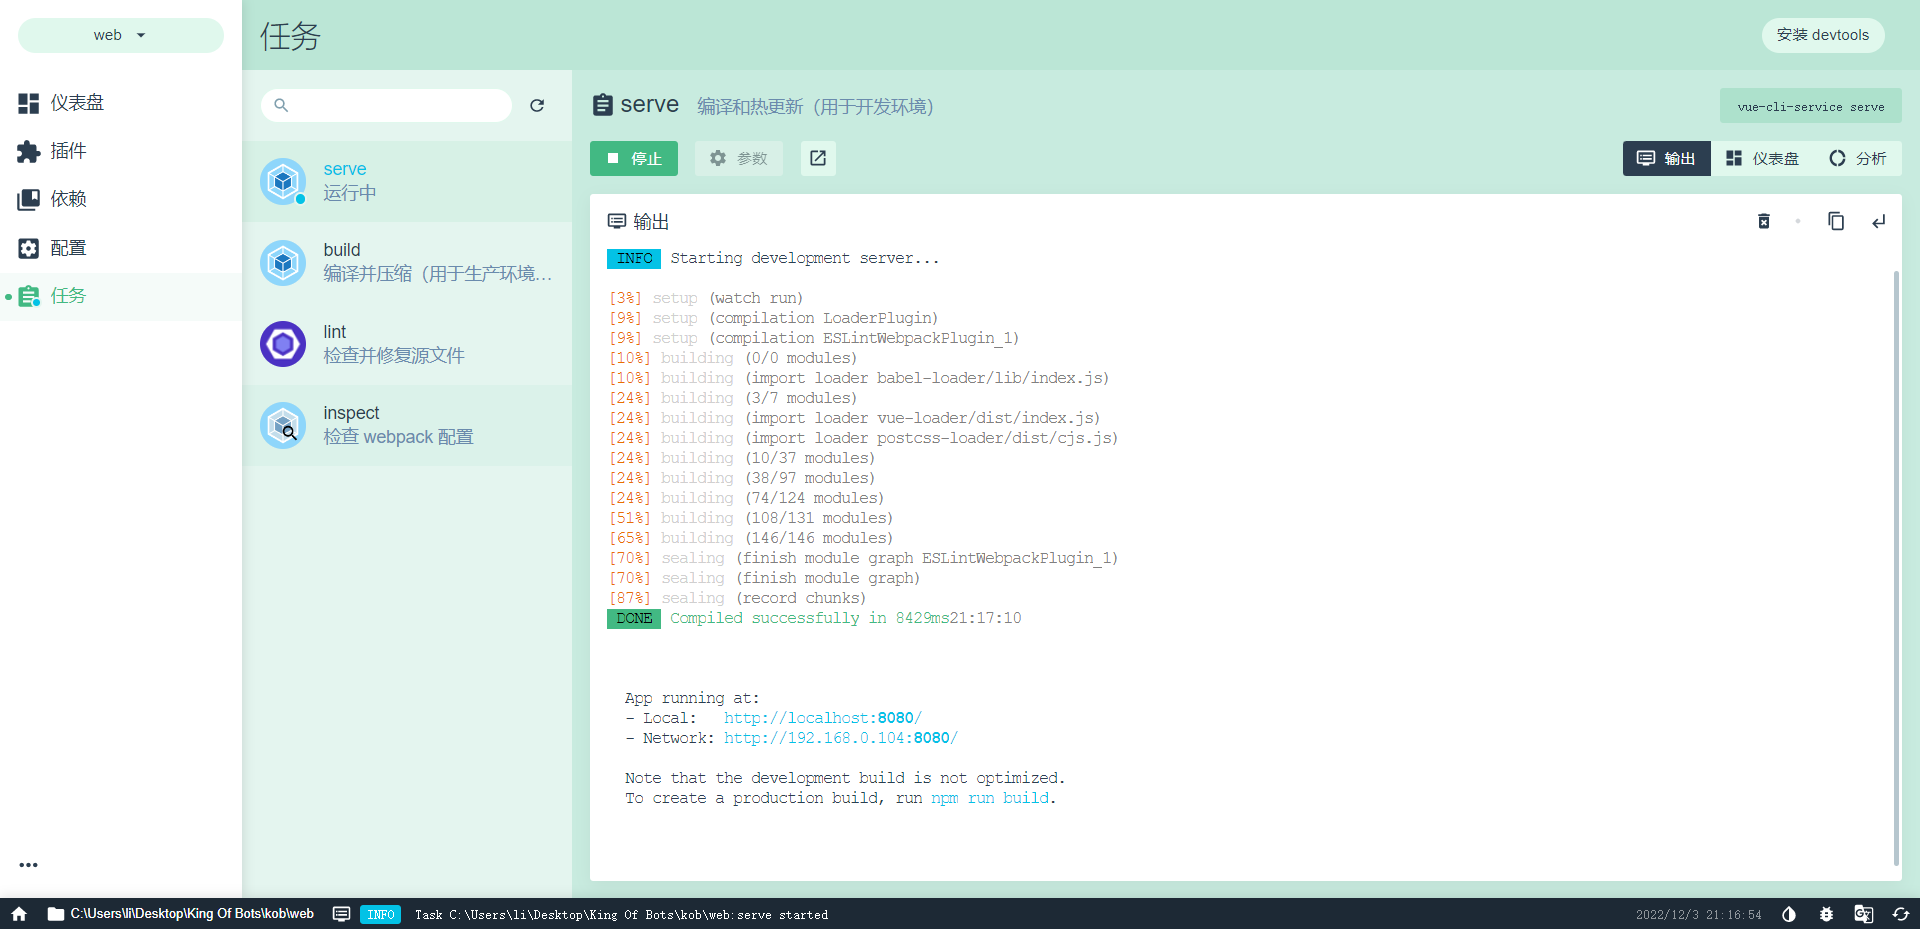 web
仪表盘
插件
依赖
配置
任务
任务
安装 devtools
serve
运行中
build
编译并压缩（用于生产环境...
lint
检查并修复源文件
inspect
检查 webpack 配置
serve 编译和热更新（用于开发环境）
vue-cli-service serve
停止
参数
输出
仪表盘
分析
输出
INFO Starting development server...
[3%] setup (watch run)
[9%] setup (compilation LoaderPlugin)
[9%] setup (compilation ESLintWebpackPlugin_1)
[10%] building (0/0 modules)
[10%] building (import loader babel-loader/lib/index.js)
[24%] building (3/7 modules)
[24%] building (import loader vue-loader/dist/index.js)
[24%] building (import loader postcss-loader/dist/cjs.js)
[24%] building (10/37 modules)
[24%] building (38/97 modules)
[24%] building (74/124 modules)
[51%] building (108/131 modules)
[65%] building (146/146 modules)
[70%] sealing (finish module graph ESLintWebpackPlugin_1)
[70%] sealing (finish module graph)
[87%] sealing (record chunks)
DONE Compiled successfully in 8429ms21:17:10
App running at:
- Local: http://localhost:8080/
- Network: http://192.168.0.104:8080/
Note that the development build is not optimized.
To create a production build, run npm run build.
C:\Users\li\Desktop\King Of Bots\kob\web
INFO Task C:\Users\li\Desktop\King Of Bots\kob\web:serve started
2022/12/3 21:16:54